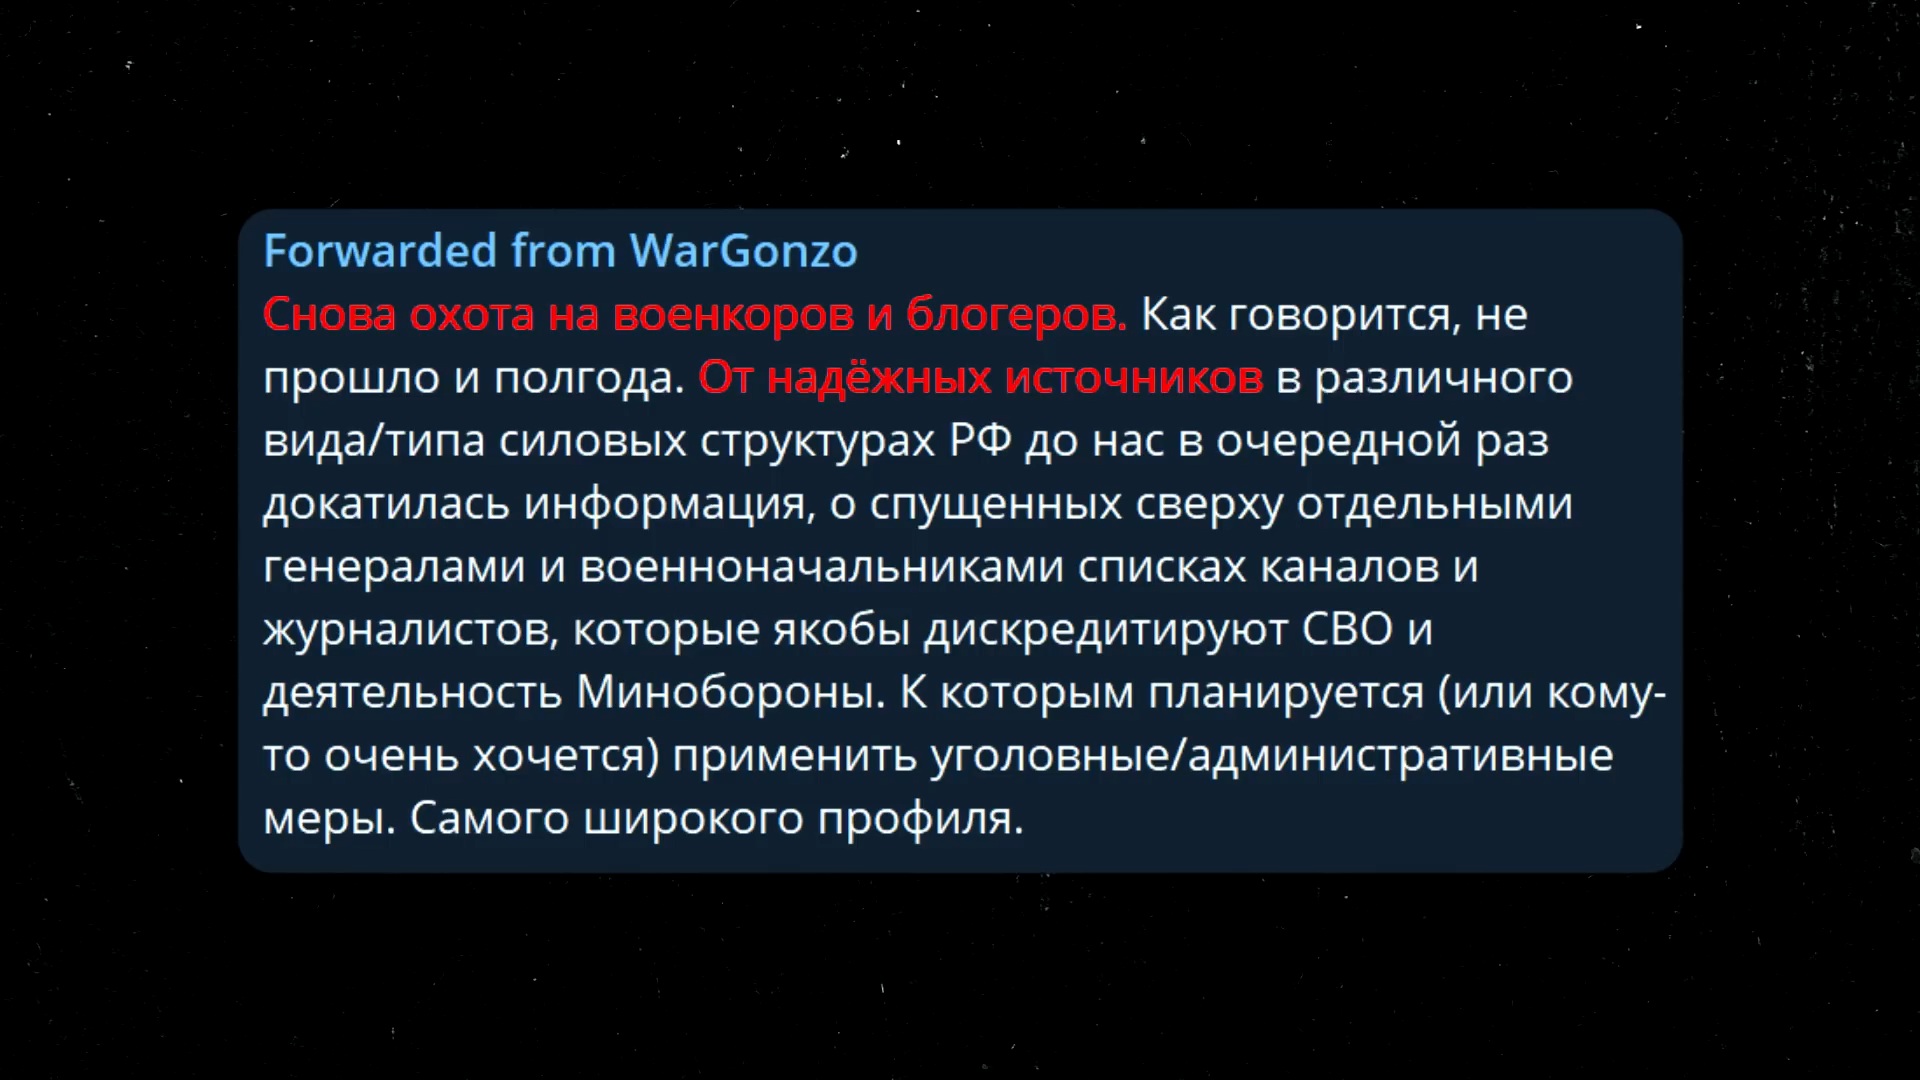 Forwarded from WarGonzo
Снова охота на военкоров и блогеров. Как говорится, не
прошло и полгода. От надёжных источников в различного
вида/типа силовых структурах РФ до нас в очередной раз
докатилась информация, о спущенных сверху отдельными
генералами и военноначальниками списках каналов и
журналистов, которые якобы дискредитируют СВО и
деятельность Минобороны. К которым планируется (или кому-
то очень хочется) применить уголовные/административные
меры. Самого широкого профиля.